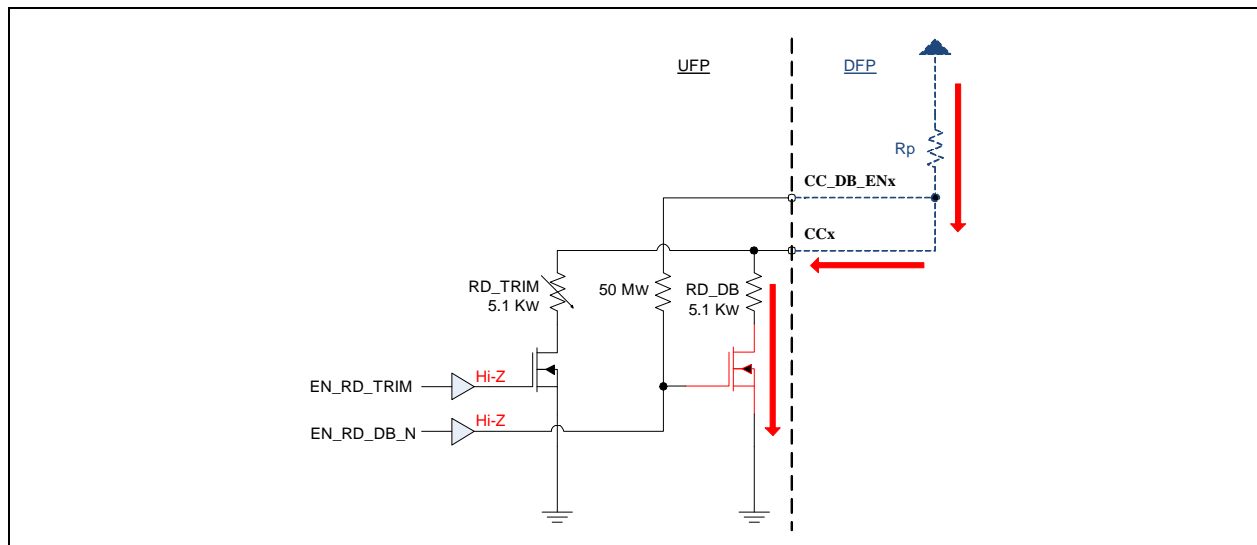 UFP
DFP
Rp
CC_DB_ENx
CCx
RD_TRIM
5.1 Kw
50 Mw
RD_DB
5.1 Kw
EN_RD_TRIM
Hi-Z
EN_RD_DB_N
Hi-Z